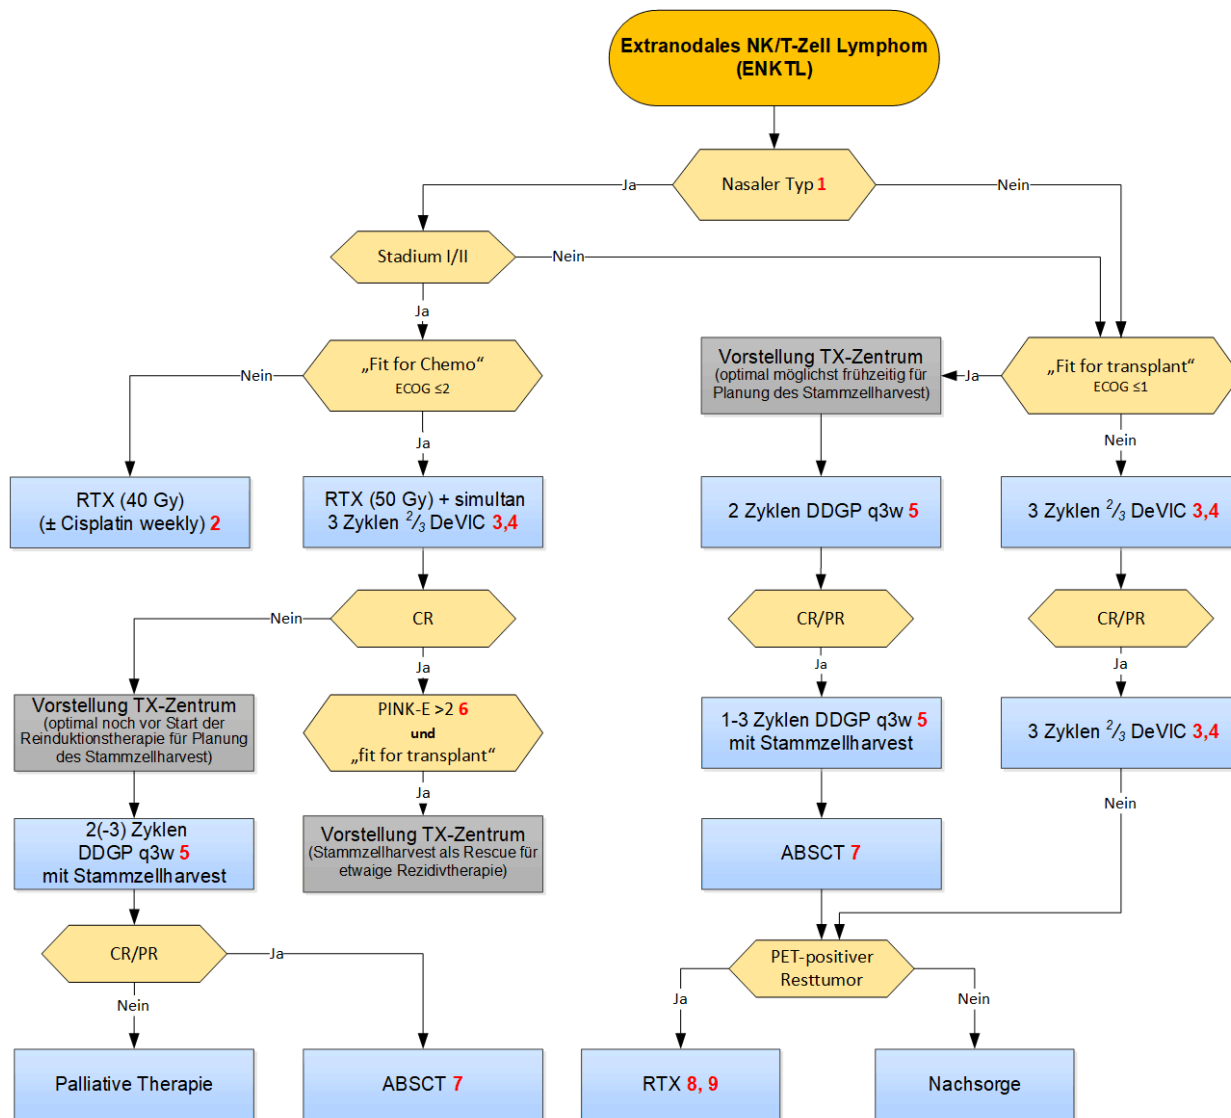 Extranodales NK/T-Zell Lymphom
(ENKTL)
Nasaler Typ 1
Ja
Nein
Stadium I/II
Nein
Ja
„Fit for Chemo“
ECOG ≤2
Nein
Ja
Vorstellung TX-Zentrum
(optimal möglichst frühzeitig für
Planung des Stammzellharvest)
Ja
„Fit for transplant“
ECOG ≤1
Nein
RTX (40 Gy)
(± Cisplatin weekly) 2
RTX (50 Gy) + simultan
3 Zyklen 2/3 DeVIC 3,4
2 Zyklen DDGP q3w 5
3 Zyklen 2/3 DeVIC 3,4
CR
Nein
Ja
CR/PR
Ja
CR/PR
Ja
Vorstellung TX-Zentrum
(optimal noch vor Start der
Reinduktionstherapie für Planung
des Stammzellharvest)
PINK-E >2 6
und
„fit for transplant“
Ja
1-3 Zyklen DDGP q3w 5
mit Stammzellharvest
3 Zyklen 2/3 DeVIC 3,4
Nein
2(-3) Zyklen
DDGP q3w 5
mit Stammzellharvest
Vorstellung TX-Zentrum
(Stammzellharvest als Rescue für
etwaige Rezidivtherapie)
ABSCT 7
CR/PR
Ja
Nein
PET-positiver
Resttumor
Ja
Nein
Palliative Therapie
ABSCT 7
RTX 8, 9
Nachsorge